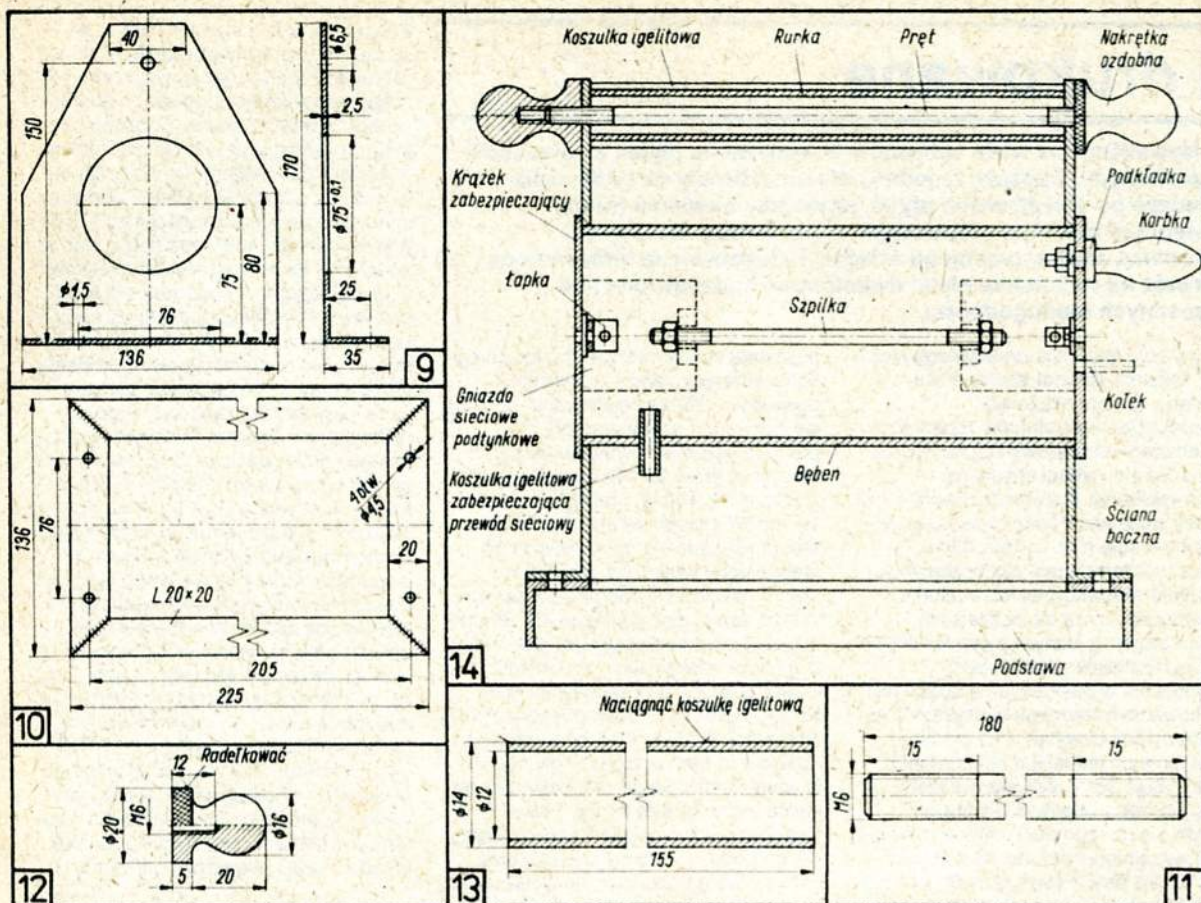 40
150
170
ϕ6,5
2,5
ϕ75+0,1
75
80
25
ϕ4,5
76
136
35
9
136
76
4 otw
ϕ4,5
20
L 20×20
205
225
10
Radełkować
12
M6
ϕ20
ϕ16
5
20
12
Koszulka igelitowa
Rurka
Pręt
Nakrętka
ozdobna
Krążek
zabezpieczający
Podkładka
Korbka
Łapka
Szpilka
Gniazdo
sieciowe
podtynkowe
Kołek
Koszulka igelitowa
zabezpieczająca
przewód sieciowy
Bęben
Ściana
boczna
Podstawa
14
Naciągnąć koszulkę igelitową
ϕ14
ϕ12
155
13
180
15
15
M6
11